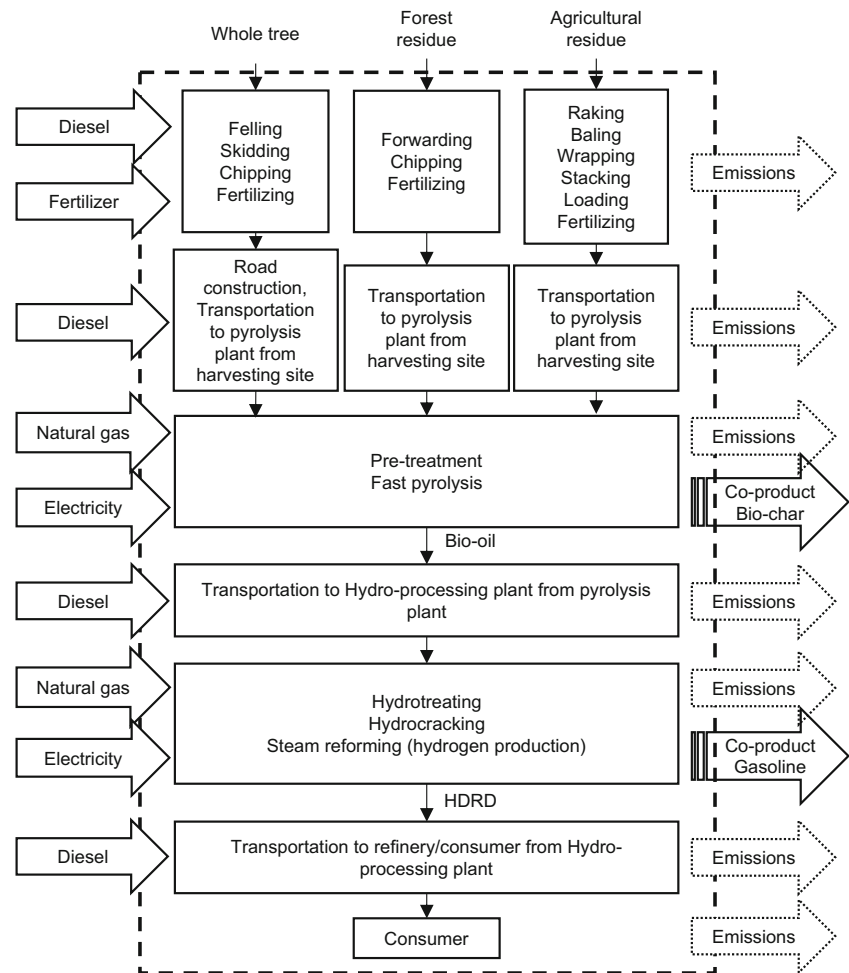 Whole tree
Forest
residue
Agricultural
residue
Diesel
Fertilizer
Felling
Skidding
Chipping
Fertilizing
Forwarding
Chipping
Fertilizing
Raking
Baling
Wrapping
Stacking
Loading
Fertilizing
Emissions
Diesel
Road
construction,
Transportation
to pyrolysis
plant from
harvesting site
Transportation
to pyrolysis
plant from
harvesting site
Transportation
to pyrolysis
plant from
harvesting site
Emissions
Natural gas
Electricity
Pre-treatment
Fast pyrolysis
Emissions
Co-product
Bio-char
Bio-oil
Diesel
Transportation to Hydro-processing plant from pyrolysis
plant
Emissions
Natural gas
Electricity
Hydrotreating
Hydrocracking
Steam reforming (hydrogen production)
Emissions
Co-product
Gasoline
HDRD
Diesel
Transportation to refinery/consumer from Hydro-
processing plant
Emissions
Consumer
Emissions